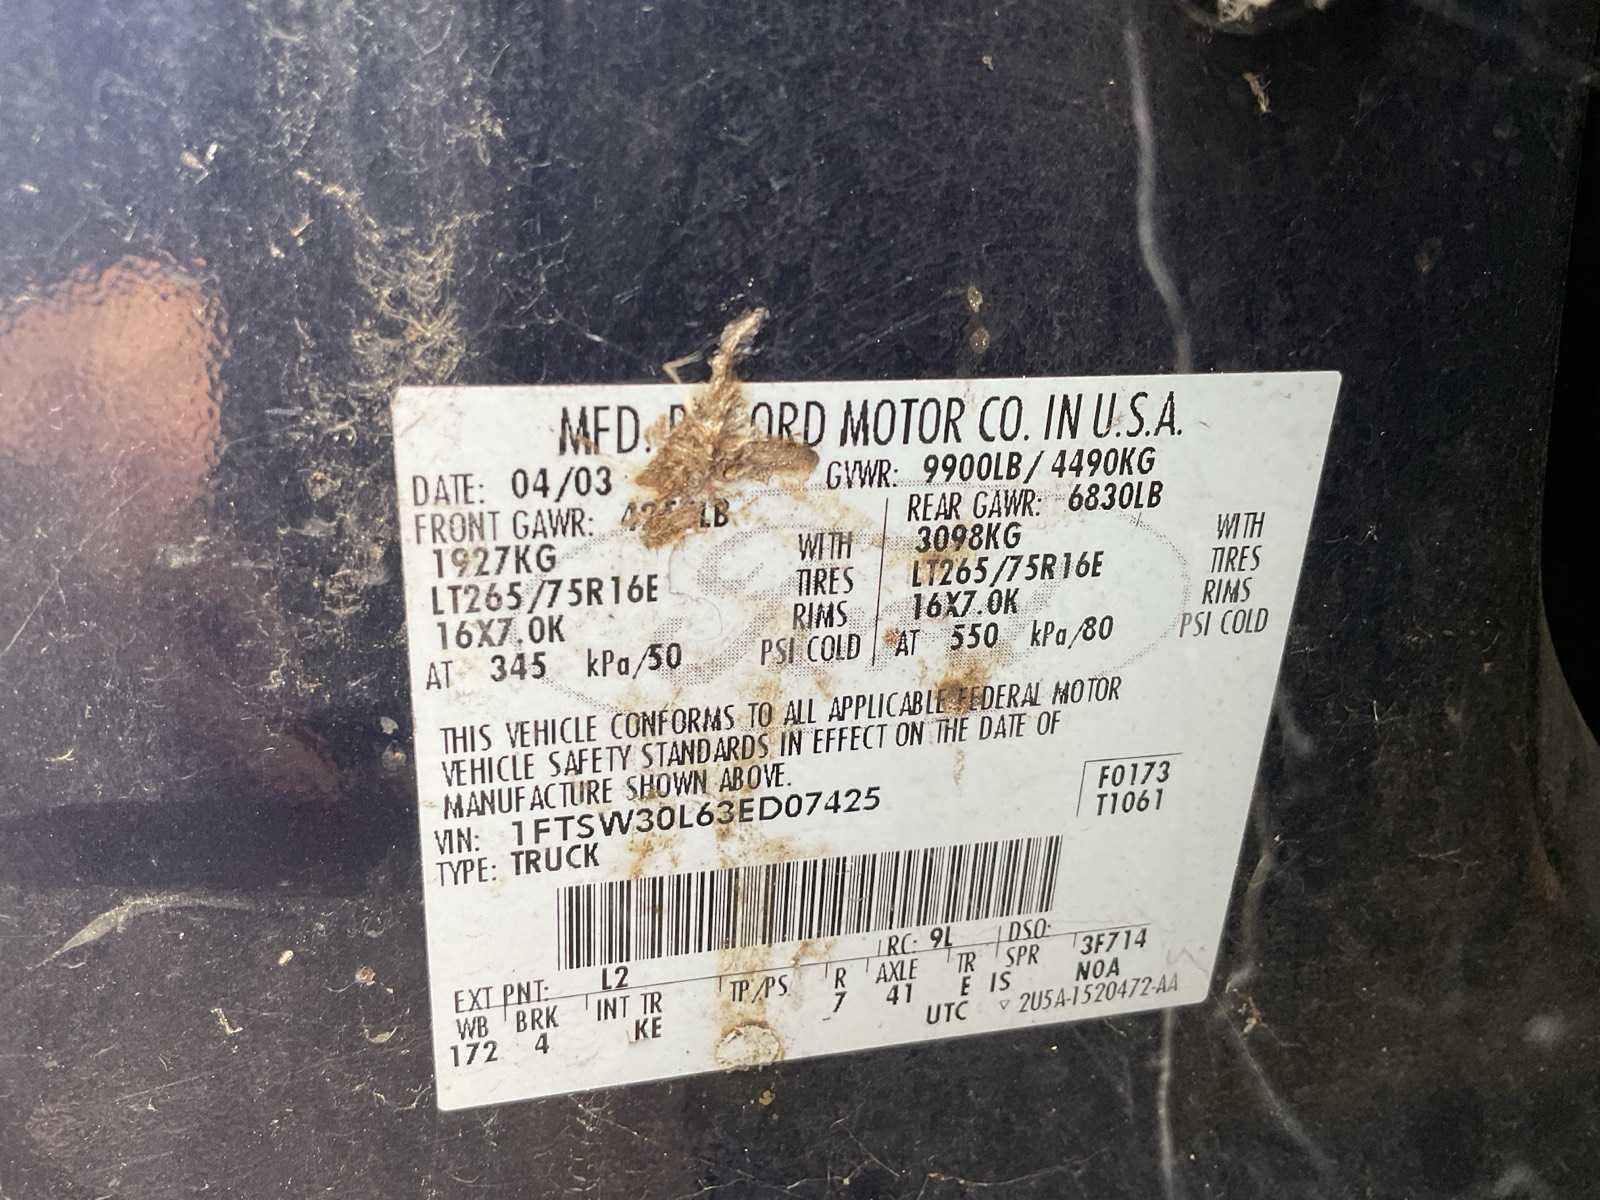 MFD. FORD MOTOR CO. IN U.S.A.
DATE: 04/03 GVWR: 9900LB/ 4490KG
FRONT GAWR: LB REAR GAWR: 6830LB
1927KG WITH 3098KG WITH
LT265/75R16E TIRES LT265/75R16E TIRES
16X7.0K RIMS 16X7.0K RIMS
AT 345 kPa/50 PSI COLD AT 550 kPa/80 PSI COLD
THIS VEHICLE CONFORMS TO ALL APPLICABLE FEDERAL MOTOR
VEHICLE SAFETY STANDARDS IN EFFECT ON THE DATE OF
MANUFACTURE SHOWN ABOVE.
F0173
VIN: 1FTSW30L63ED07425
T1061
TYPE: TRUCK
EXT PNT: L2 RC: 9L DSO:
WB BRK INT TR TP/PS R AXLE TR SPR 3F714
172 4 KE 7 41 E IS N0A
UTC ▽ 2U5A-1520472-AA